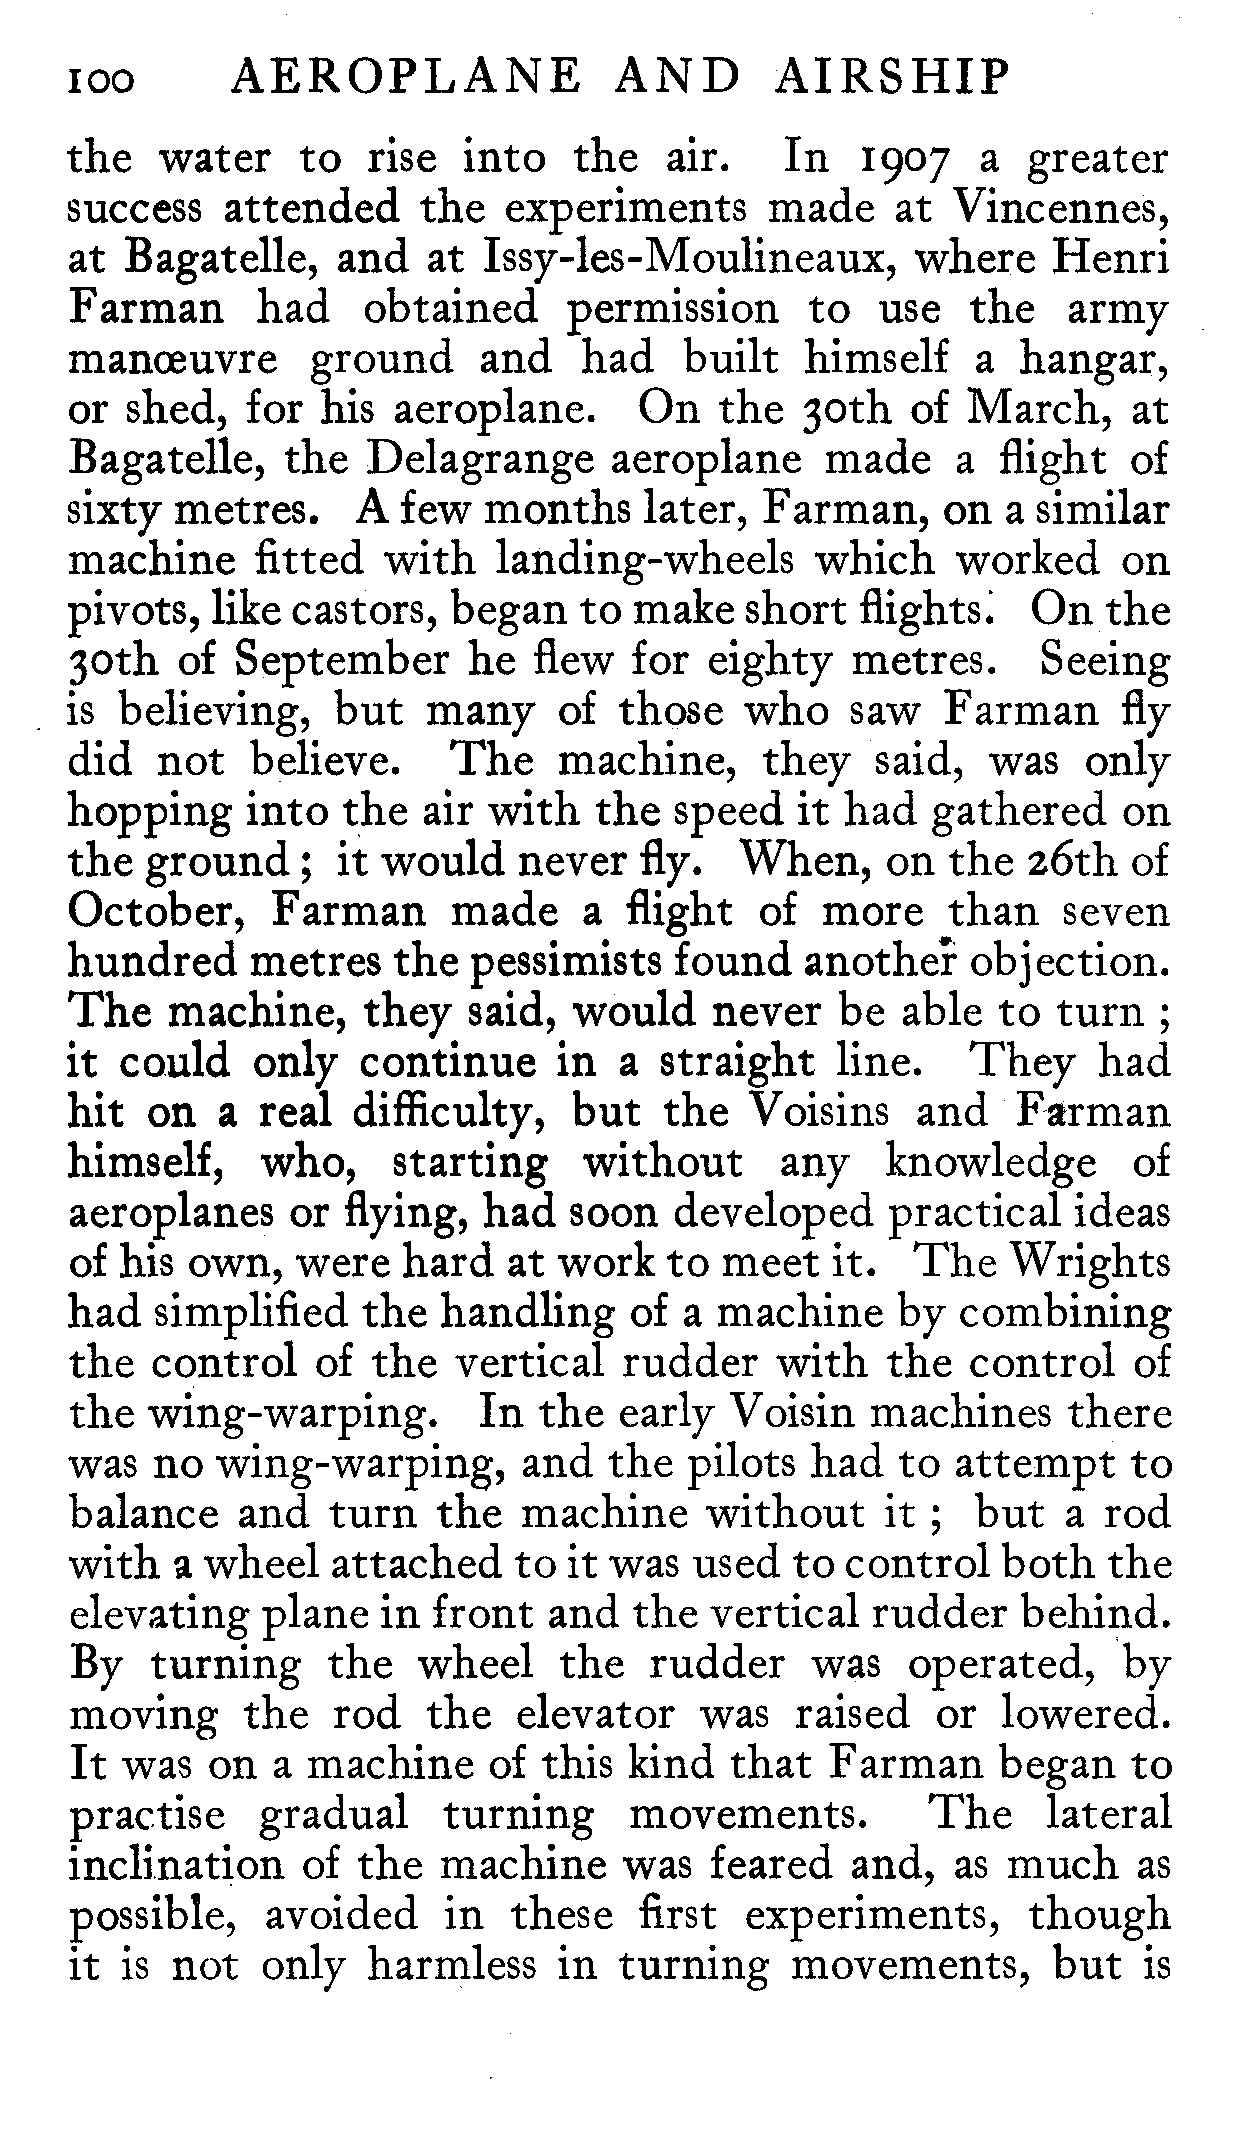 100 AEROPLANE AND AIRSHIP
the water to rise into the air. In 1907 a greater
success attended the experiments made at Vincennes,
at Bagatelle, and at Issy-les-Moulineaux, where Henri
Farman had obtained permission to use the army
manœuvre ground and had built himself a hangar,
or shed, for his aeroplane. On the 30th of March, at
Bagatelle, the Delagrange aeroplane made a flight of
sixty metres. A few months later, Farman, on a similar
machine fitted with landing-wheels which worked on
pivots, like castors, began to make short flights. On the
30th of September he flew for eighty metres. Seeing
is believing, but many of those who saw Farman fly
did not believe. The machine, they said, was only
hopping into the air with the speed it had gathered on
the ground ; it would never fly. When, on the 26th of
October, Farman made a flight of more than seven
hundred metres the pessimists found another objection.
The machine, they said, would never be able to turn ;
it could only continue in a straight line. They had
hit on a real difficulty, but the Voisins and Farman
himself, who, starting without any knowledge of
aeroplanes or flying, had soon developed practical ideas
of his own, were hard at work to meet it. The Wrights
had simplified the handling of a machine by combining
the control of the vertical rudder with the control of
the wing-warping. In the early Voisin machines there
was no wing-warping, and the pilots had to attempt to
balance and turn the machine without it ; but a rod
with a wheel attached to it was used to control both the
elevating plane in front and the vertical rudder behind.
By turning the wheel the rudder was operated, by
moving the rod the elevator was raised or lowered.
It was on a machine of this kind that Farman began to
practise gradual turning movements. The lateral
inclination of the machine was feared and, as much as
possible, avoided in these first experiments, though
it is not only harmless in turning movements, but is